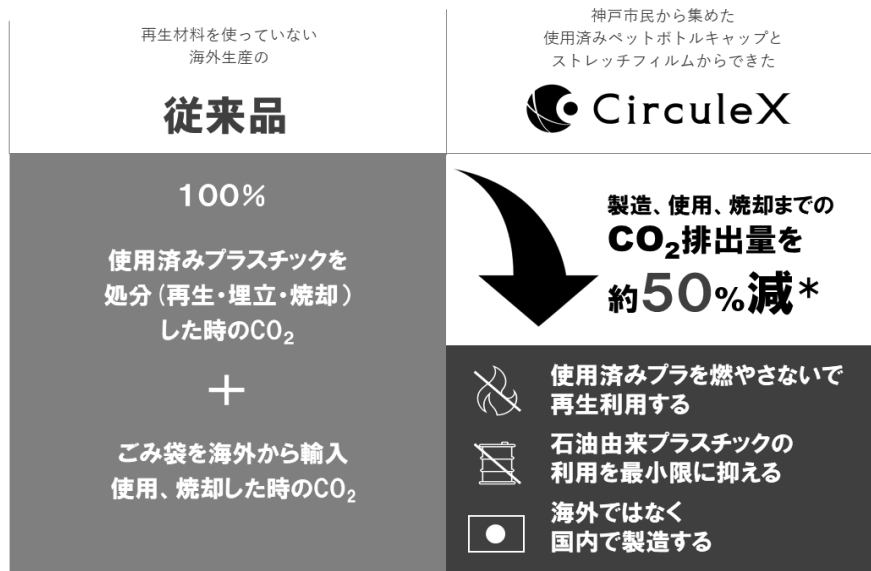 再生材料を使っていない
海外生産の
従来品
100%
使用済みプラスチックを
処分(再生・埋立・焼却)
した時のCO₂
+
ごみ袋を海外から輸入
使用、焼却した時のCO₂
神戸市民から集めた
使用済みペットボトルキャップと
ストレッチフィルムからできた
CirculeX
製造、使用、焼却までの
CO₂排出量を
約50%減*
使用済みプラを燃やさないで
再生利用する
石油由来プラスチックの
利用を最小限に抑える
海外ではなく
国内で製造する